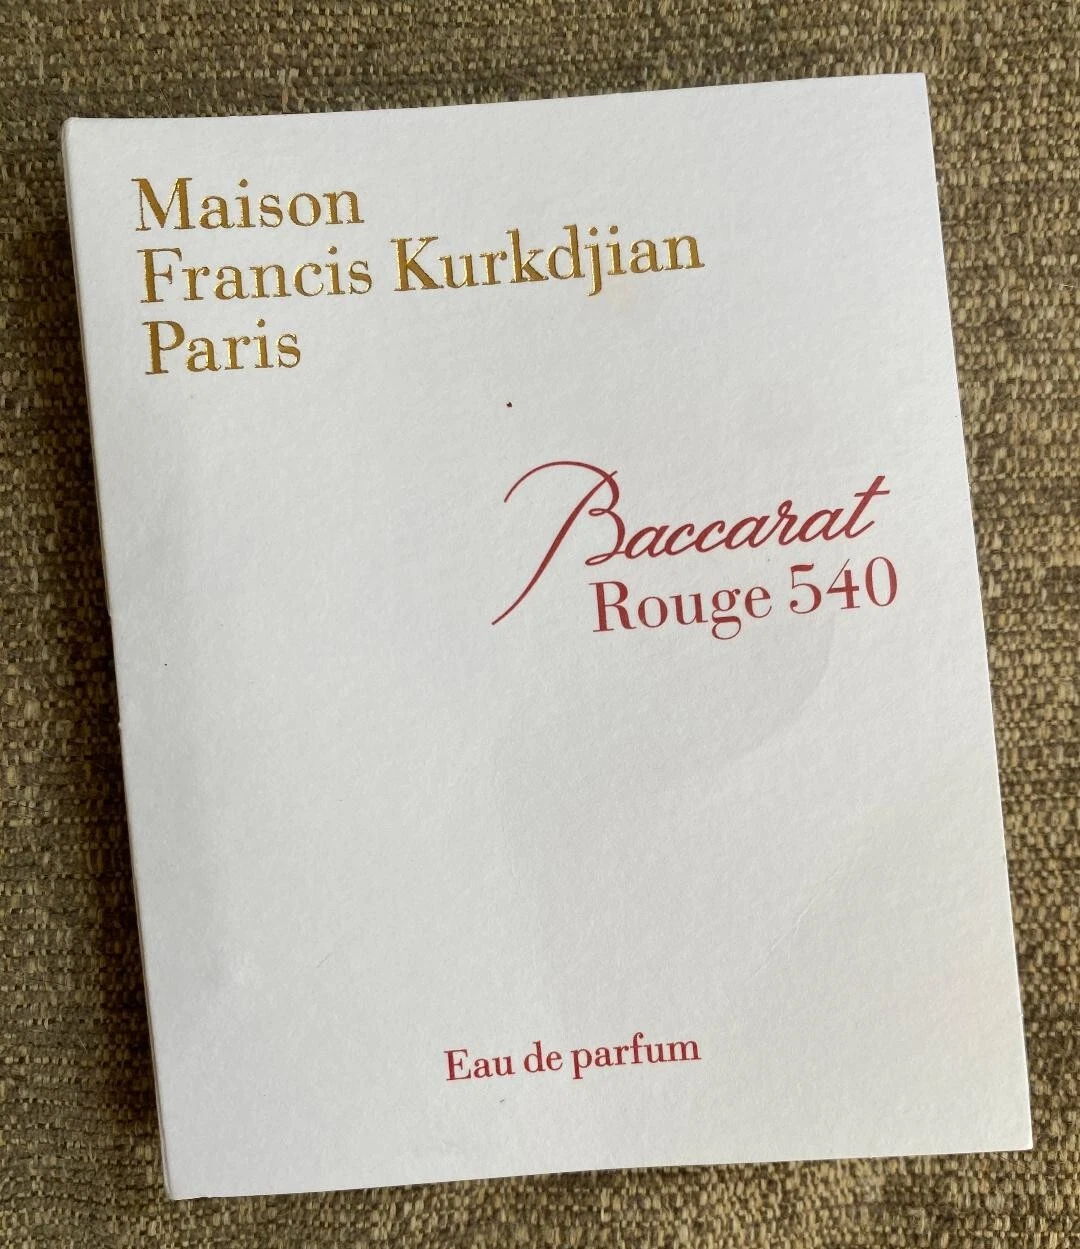 Maison
Francis Kurkdjian
Paris
Baccarat
Rouge 540
Eau de parfum